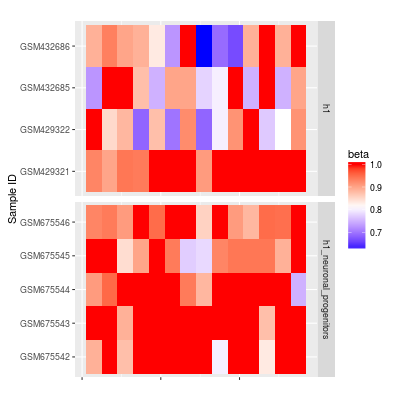 GSM432686
GSM432685
GSM429322
GSM429321
h1
GSM675546
GSM675545
GSM675544
GSM675543
GSM675542
h1_neuronal_progenitors
Sample ID
beta
1.0
0.9
0.8
0.7